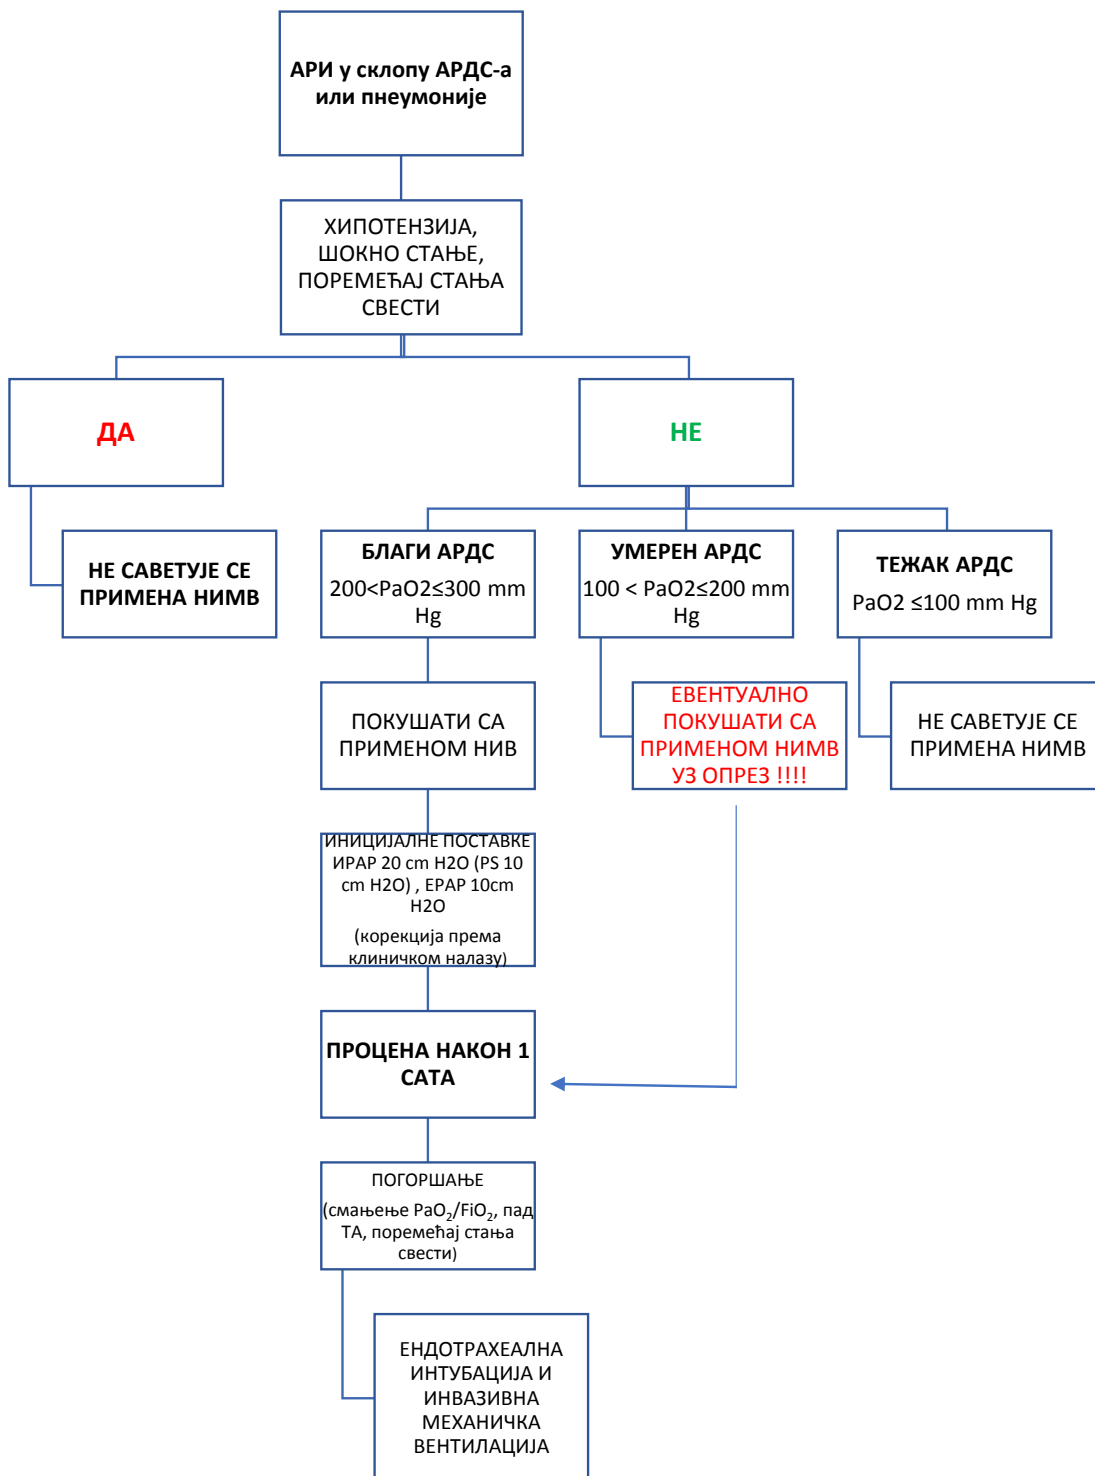 АРИ у склопу АРДС-а
или пнеумоније
ХИПОТЕНЗИЈА,
ШОКНО СТАЊЕ,
ПОРЕМЕЋАЈ СТАЊА
СВЕСТИ
ДА
НЕ
НЕ САВЕТУЈЕ СЕ
ПРИМЕНА НИМВ
БЛАГИ АРДС
200<PaO2≤300 mm
Hg
УМЕРЕН АРДС
100 < PaO2≤200 mm
Hg
ТЕЖАК АРДС
PaO2 ≤100 mm Hg
ПОКУШАТИ СА
ПРИМЕНОМ НИВ
ЕВЕНТУАЛНО
ПОКУШАТИ СА
ПРИМЕНОМ НИМВ
УЗ ОПРЕЗ !!!!
НЕ САВЕТУЈЕ СЕ
ПРИМЕНА НИМВ
ИНИЦИЈАЛНЕ ПОСТАВКЕ
ИРАР 20 cm H2O (PS 10
cm H2O) , EPAP 10cm
H2O
(корекција према
клиничком налазу)
ПРОЦЕНА НАКОН 1
САТА
ПОГОРШАЊЕ
(смањење PaO₂/FiO₂, пад
ТА, поремећај стања
свести)
ЕНДОТРАХЕАЛНА
ИНТУБАЦИЈА И
ИНВАЗИВНА
МЕХАНИЧКА
ВЕНТИЛАЦИЈА